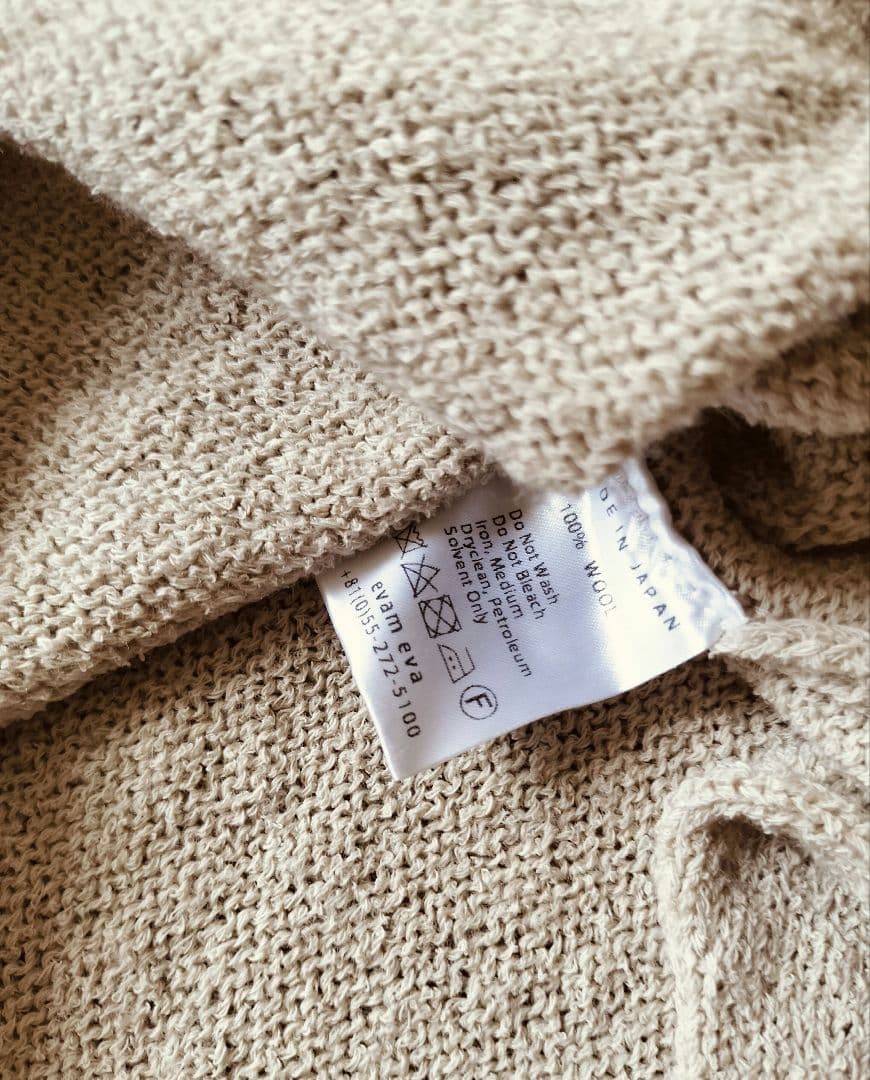 DE IN JAPAN
100% WOOL
Do Not Wash
Do Not Bleach
Iron, Medium
Dryclean, Petroleum
Solvent Only
F
evam eva
+81(0)55-272-5100